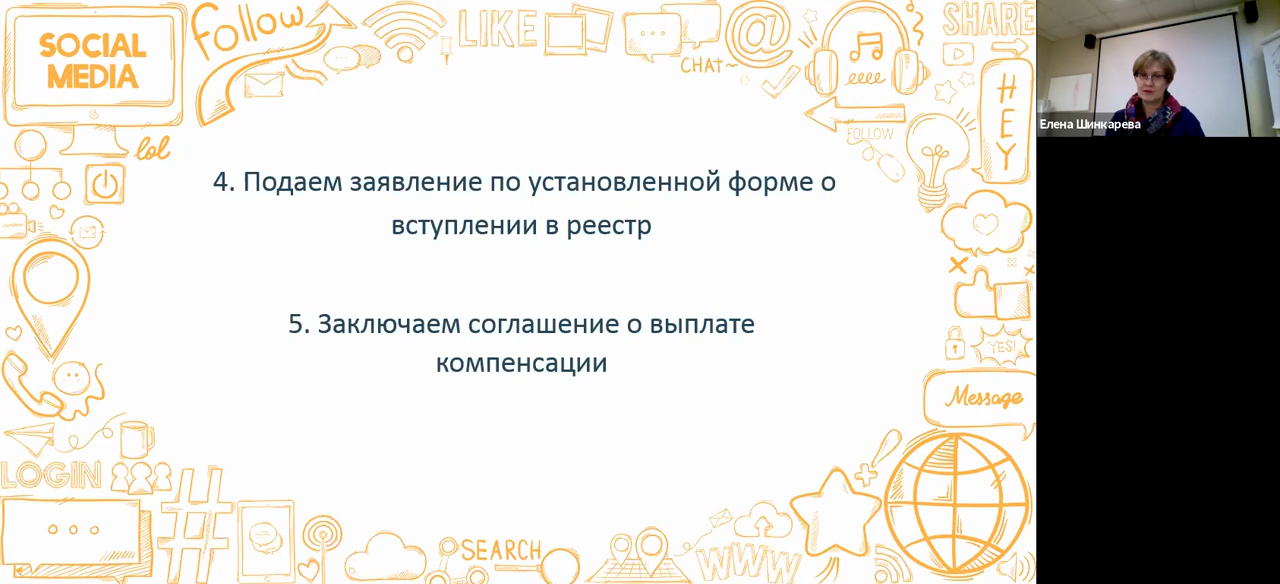 SOCIAL
MEDIA
Follow
LIKE
CHAT~
@
SHARE
HEY
FOLLOW
lol
4. Подаем заявление по установленной форме о
вступлении в реестр
5. Заключаем соглашение о выплате
компенсации
YES!
Message
LOGIN
#
SEARCH
WWW
Елена Шинкарева